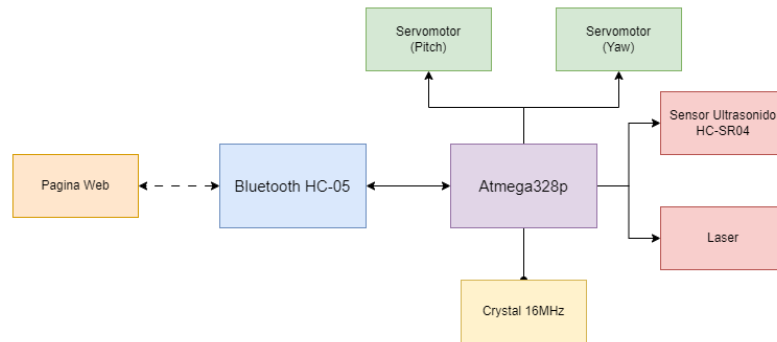 Servomotor
(Pitch)
Servomotor
(Yaw)
Sensor Ultrasonido
HC-SR04
Pagina Web
Bluetooth HC-05
Atmega328p
Laser
Crystal 16MHz